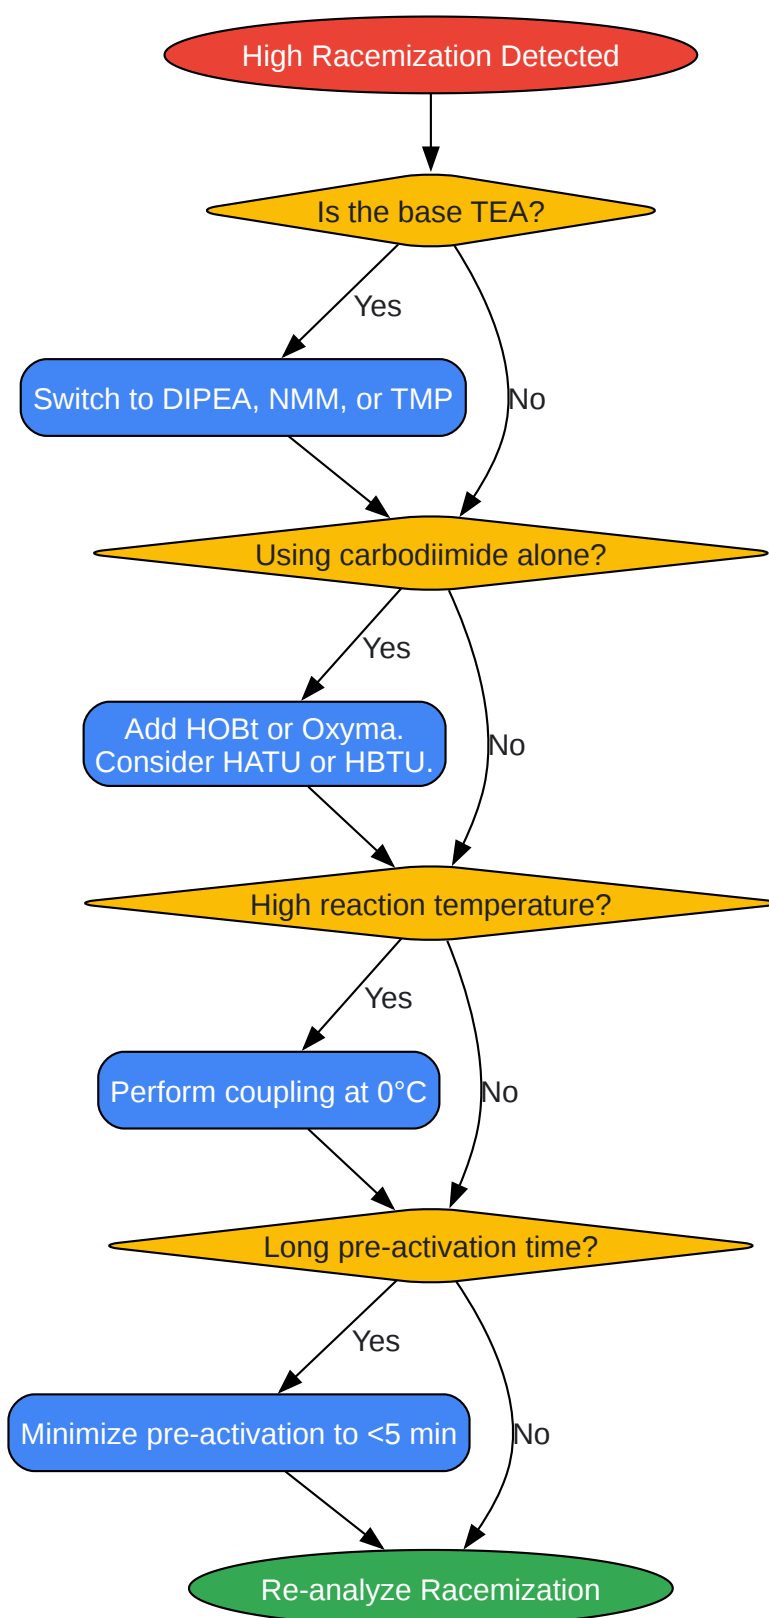 High Racemization Detected
Is the base TEA?
Yes
Switch to DIPEA, NMM, or TMP
No
Using carbodiimide alone?
Yes
Add HOBt or Oxyma.
Consider HATU or HBTU.
No
High reaction temperature?
Yes
Perform coupling at 0°C
No
Long pre-activation time?
Yes
Minimize pre-activation to <5 min
No
Re-analyze Racemization